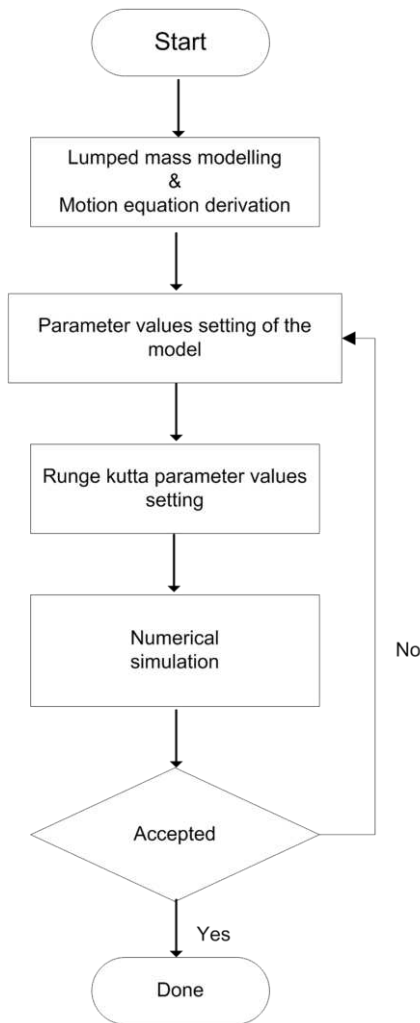 Start
Lumped mass modelling
&
Motion equation derivation
Parameter values setting of the
model
Runge kutta parameter values
setting
Numerical
simulation
No
Accepted
Yes
Done